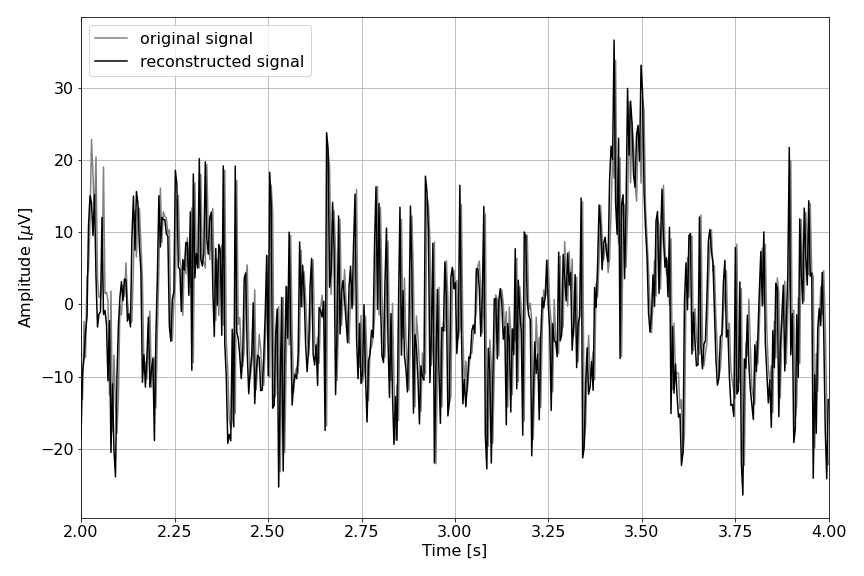 original signal
reconstructed signal
Amplitude [μV]
30
20
10
0
−10
−20
2.00 2.25 2.50 2.75 3.00 3.25 3.50 3.75 4.00
Time [s]